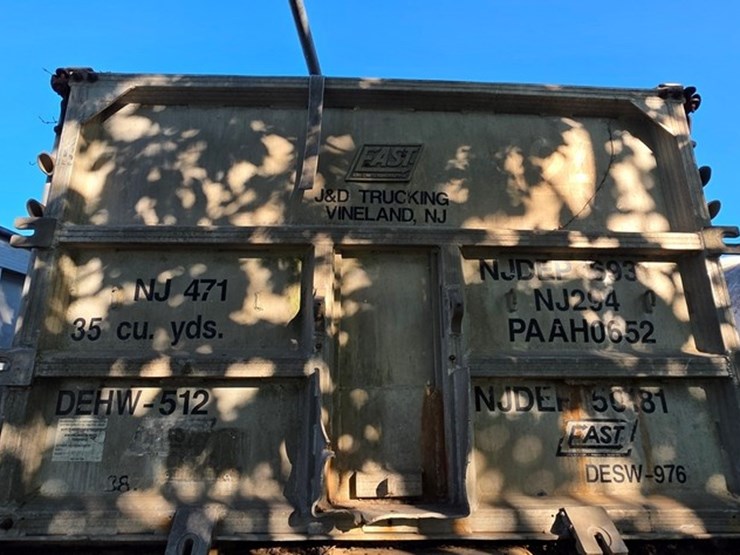 FAST
J&D TRUCKING
VINELAND, NJ
NJ 471
35 cu. yds.
NJDEP 593
NJ294
PAAH0652
DEHW-512
38.
NJDEP 50181
FAST
DESW-976